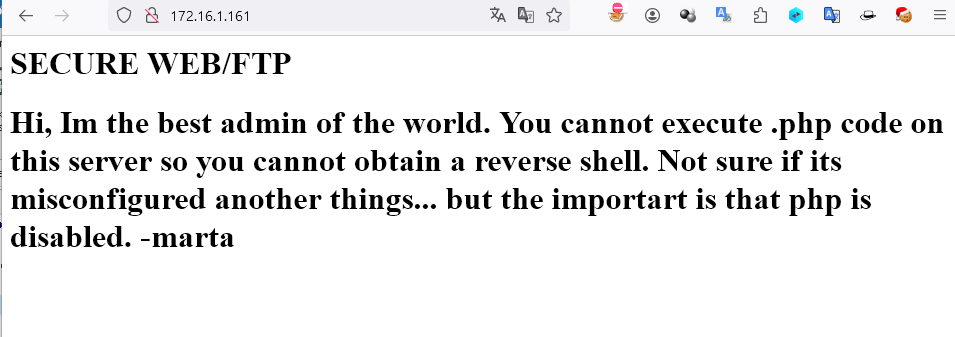 172.16.1.161
SECURE WEB/FTP
Hi, Im the best admin of the world. You cannot execute .php code on
this server so you cannot obtain a reverse shell. Not sure if its
misconfigured another things... but the importart is that php is
disabled. -marta